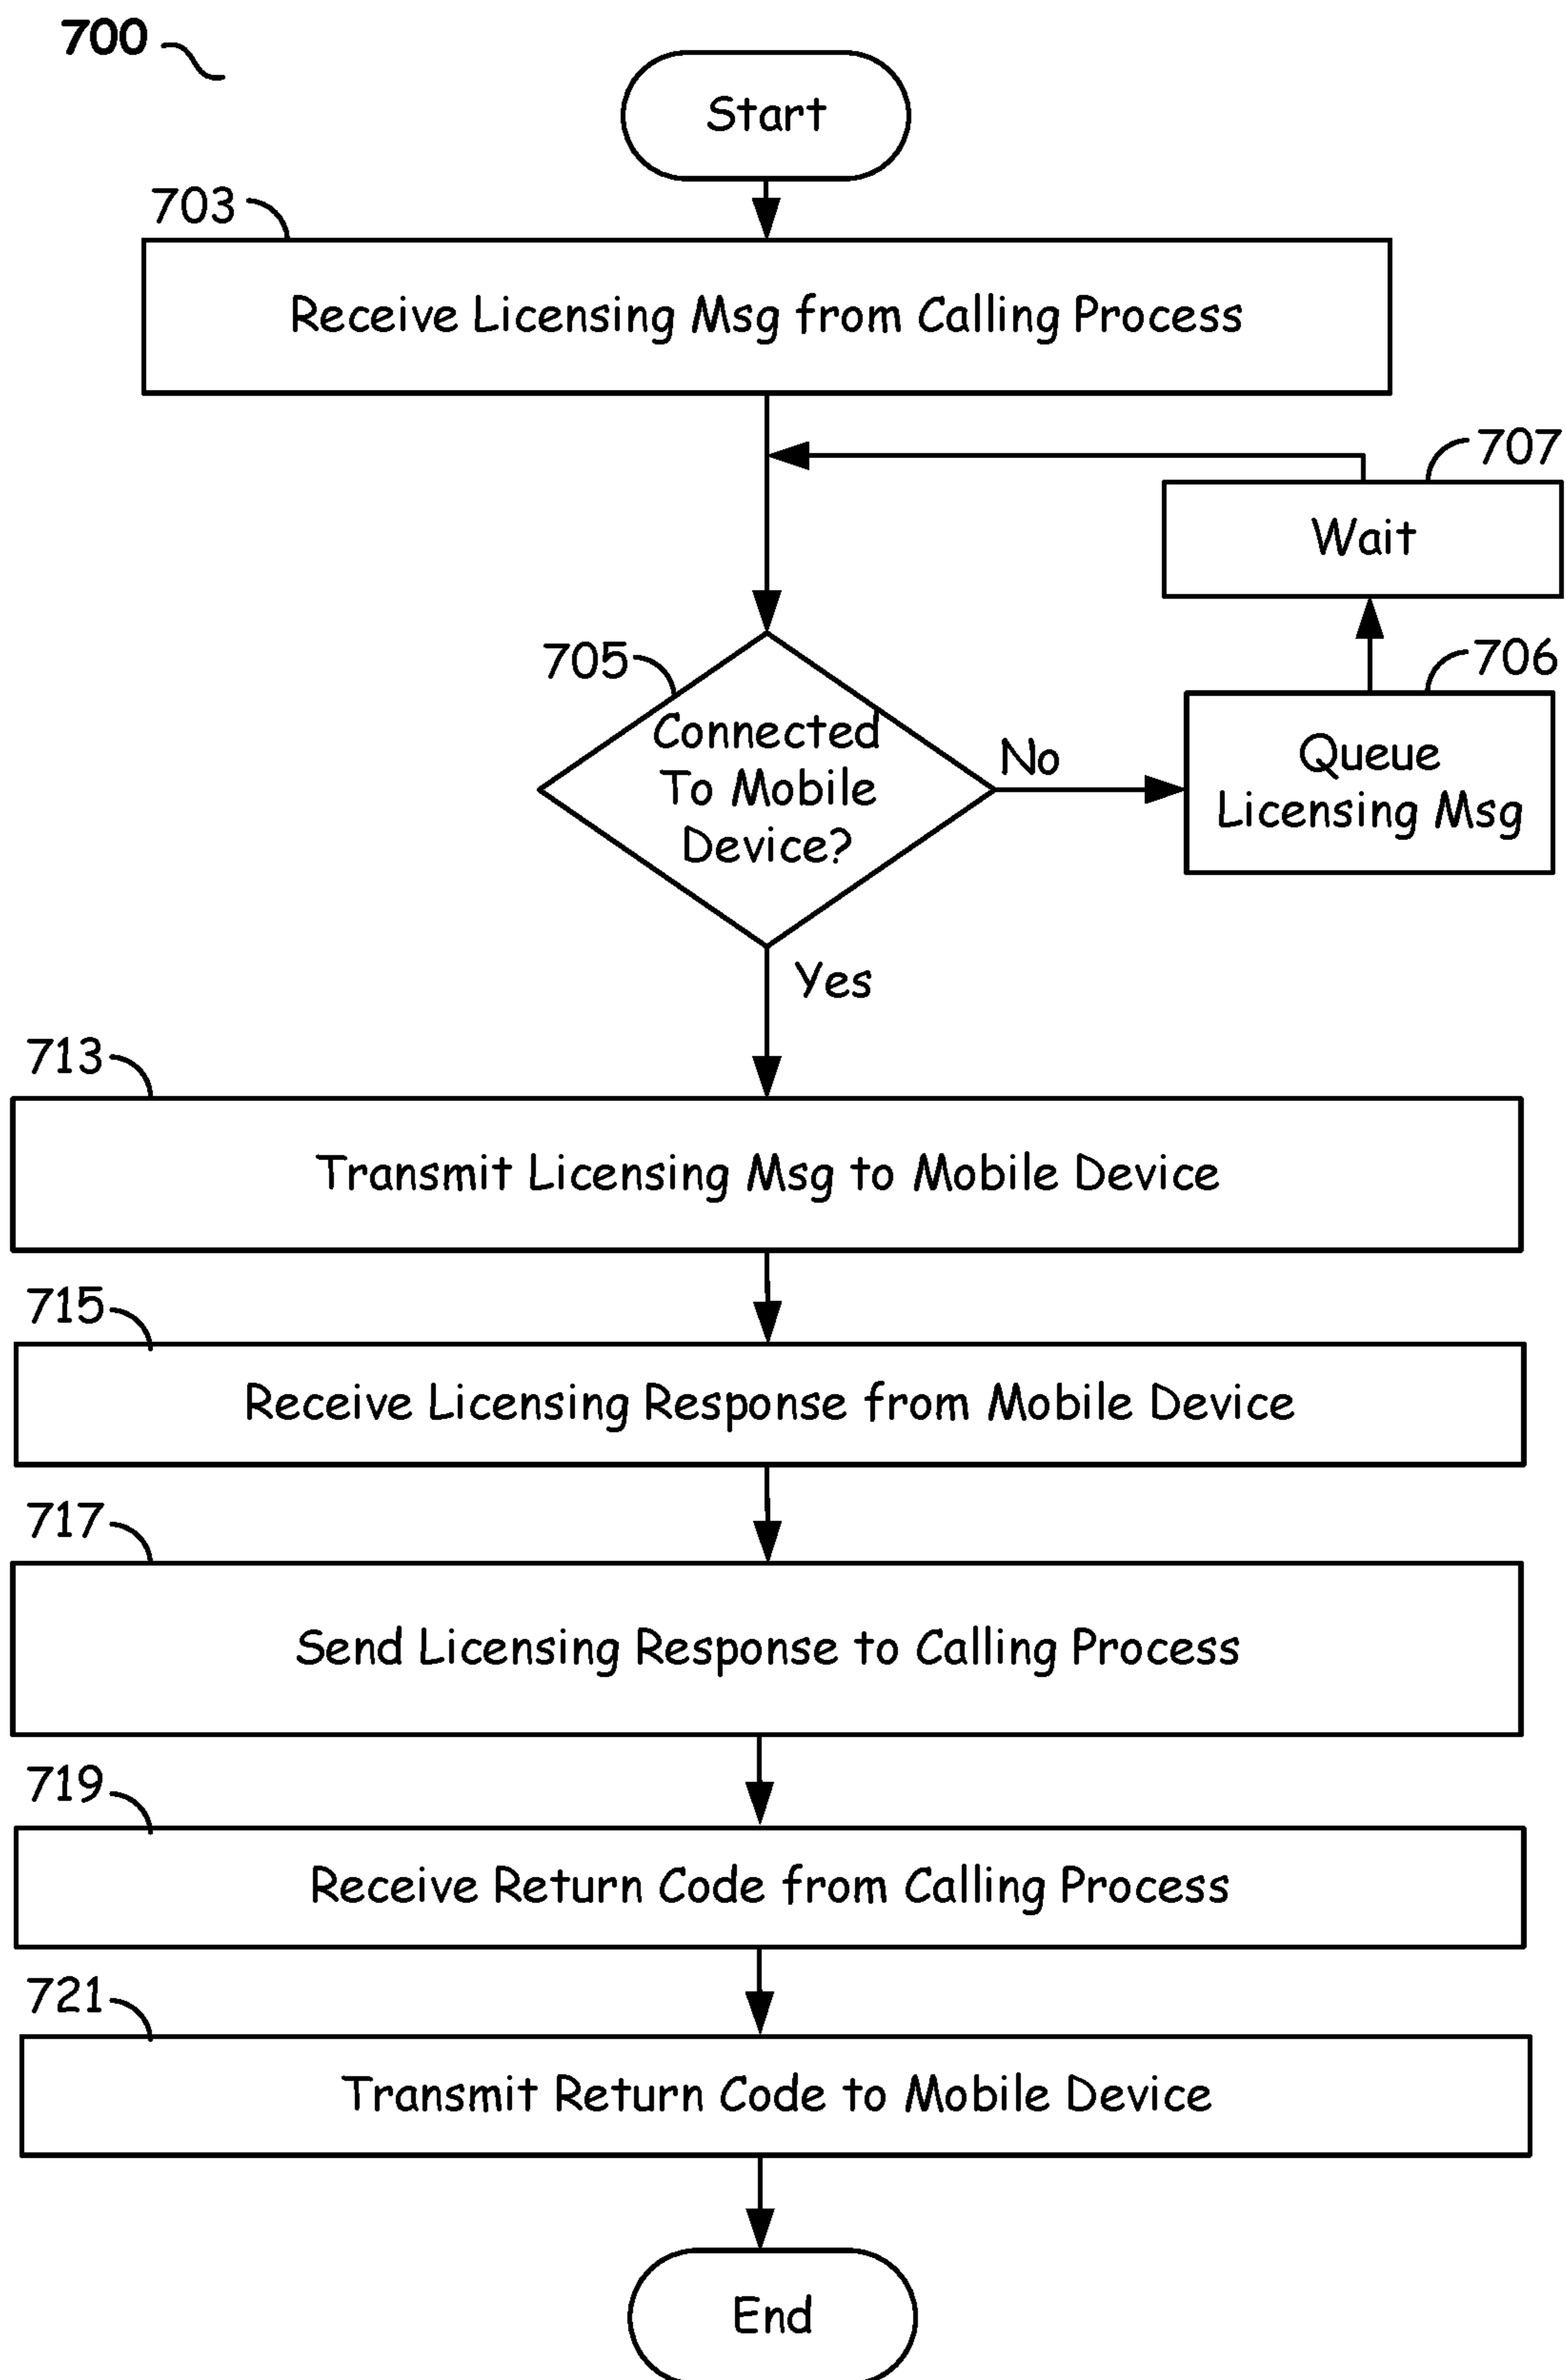 700
Start
703
Receive Licensing Msg from Calling Process
707
Wait
705
706
Connected
To Mobile
Device?
No
Queue
Licensing Msg
Yes
713
Transmit Licensing Msg to Mobile Device
715
Receive Licensing Response from Mobile Device
717
Send Licensing Response to Calling Process
719
Receive Return Code from Calling Process
721
Transmit Return Code to Mobile Device
End